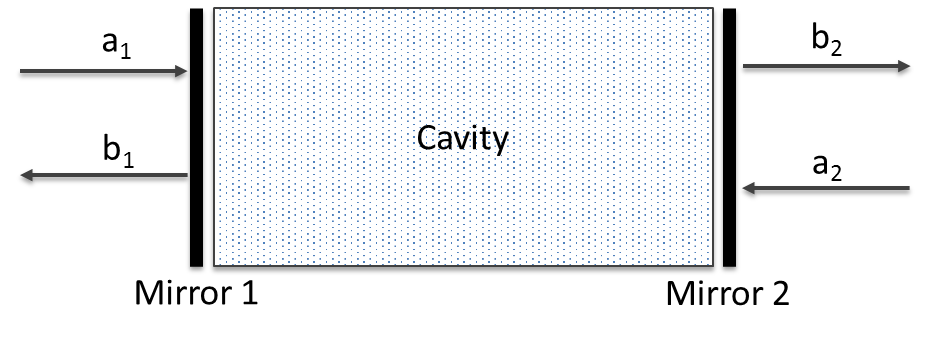 a₁
b₂
Cavity
b₁
a₂
Mirror 1
Mirror 2